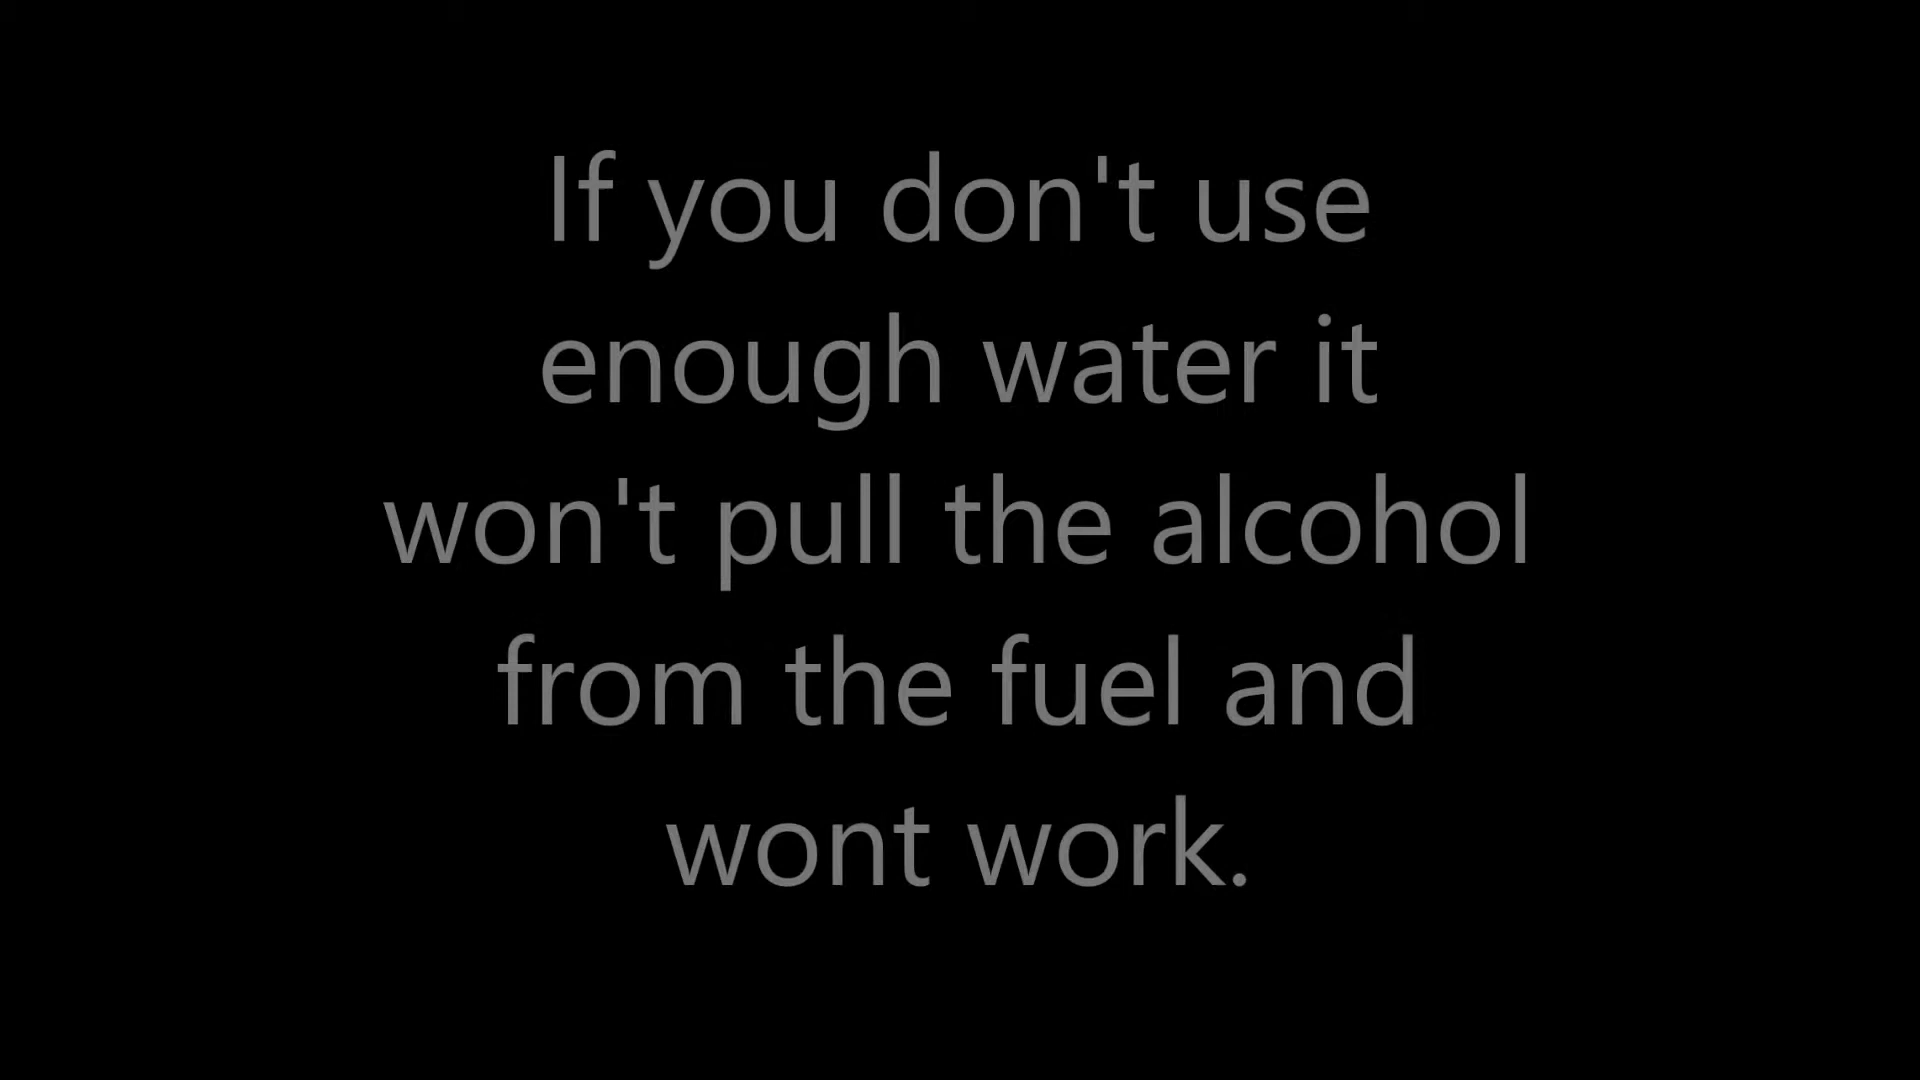 If you don't use
enough water it
won't pull the alcohol
from the fuel and
wont work.